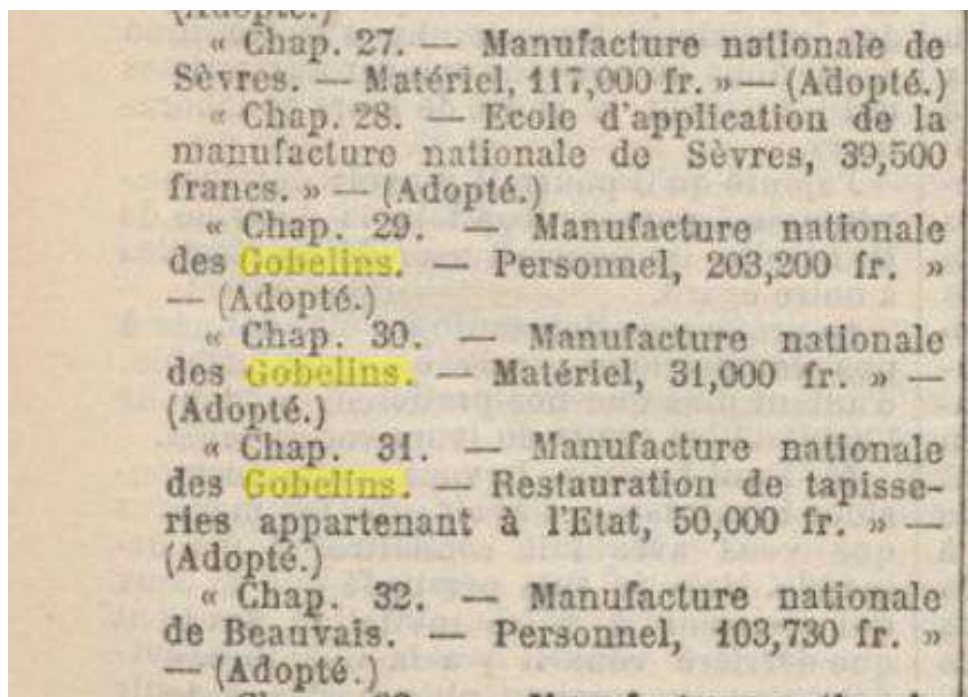 (Adopté.)
« Chap. 27. — Manufacture nationale de
Sèvres. — Matériel, 117,000 fr. » — (Adopté.)
« Chap. 28. — Ecole d'application de la
manufacture nationale de Sèvres, 39,500
francs. » — (Adopté.)
« Chap. 29. — Manufacture nationale
des Gobelins. — Personnel, 203,200 fr. »
— (Adopté.)
« Chap. 30. — Manufacture nationale
des Gobelins. — Matériel, 31,000 fr. » —
(Adopté.)
« Chap. 31. — Manufacture nationale
des Gobelins. — Restauration de tapisse-
ries appartenant à l'Etat, 50,000 fr. » —
(Adopté.)
« Chap. 32. — Manufacture nationale
de Beauvais. — Personnel, 103,730 fr. »
— (Adopté.)